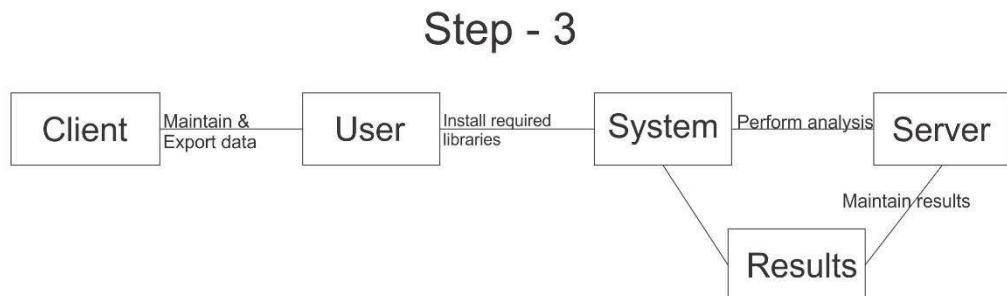 Step - 3
Client
Maintain &
Export data
User
Install required
libraries
System
Perform analysis
Server
Maintain results
Results